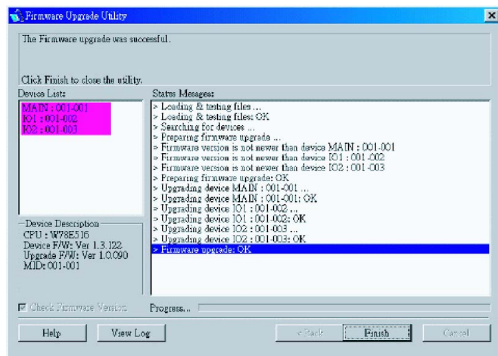 Firmware Upgrade Utility
The Firmware upgrade was successful.
Click Finish to close the utility.
Device List:
MAIN : 001-001
IO1 : 001-002
IO2 : 001-003
Status Messages:
> Loading & testing files ...
> Loading & testing files: OK
> Searching for devices ...
> Preparing firmware upgrade ...
> Firmware version is not newer than device MAIN : 001-001
> Firmware version is not newer than device IO1 : 001-002
> Firmware version is not newer than device IO2 : 001-003
> Preparing firmware upgrade: OK
> Upgrading device MAIN : 001-001 ...
> Upgrading device MAIN : 001-001: OK
> Upgrading device IO1 : 001-002 ...
> Upgrading device IO1 : 001-002: OK
> Upgrading device IO2 : 001-003 ...
> Upgrading device IO2 : 001-003: OK
> Firmware upgrade: OK
Device Description
CPU : W78E516
Device F/W: Ver 1.3.122
Upgrade F/W: Ver 1.0.090
MID: 001-001
Check Firmware Version
Progress...
Help
View Log
< Back
Finish
Cancel